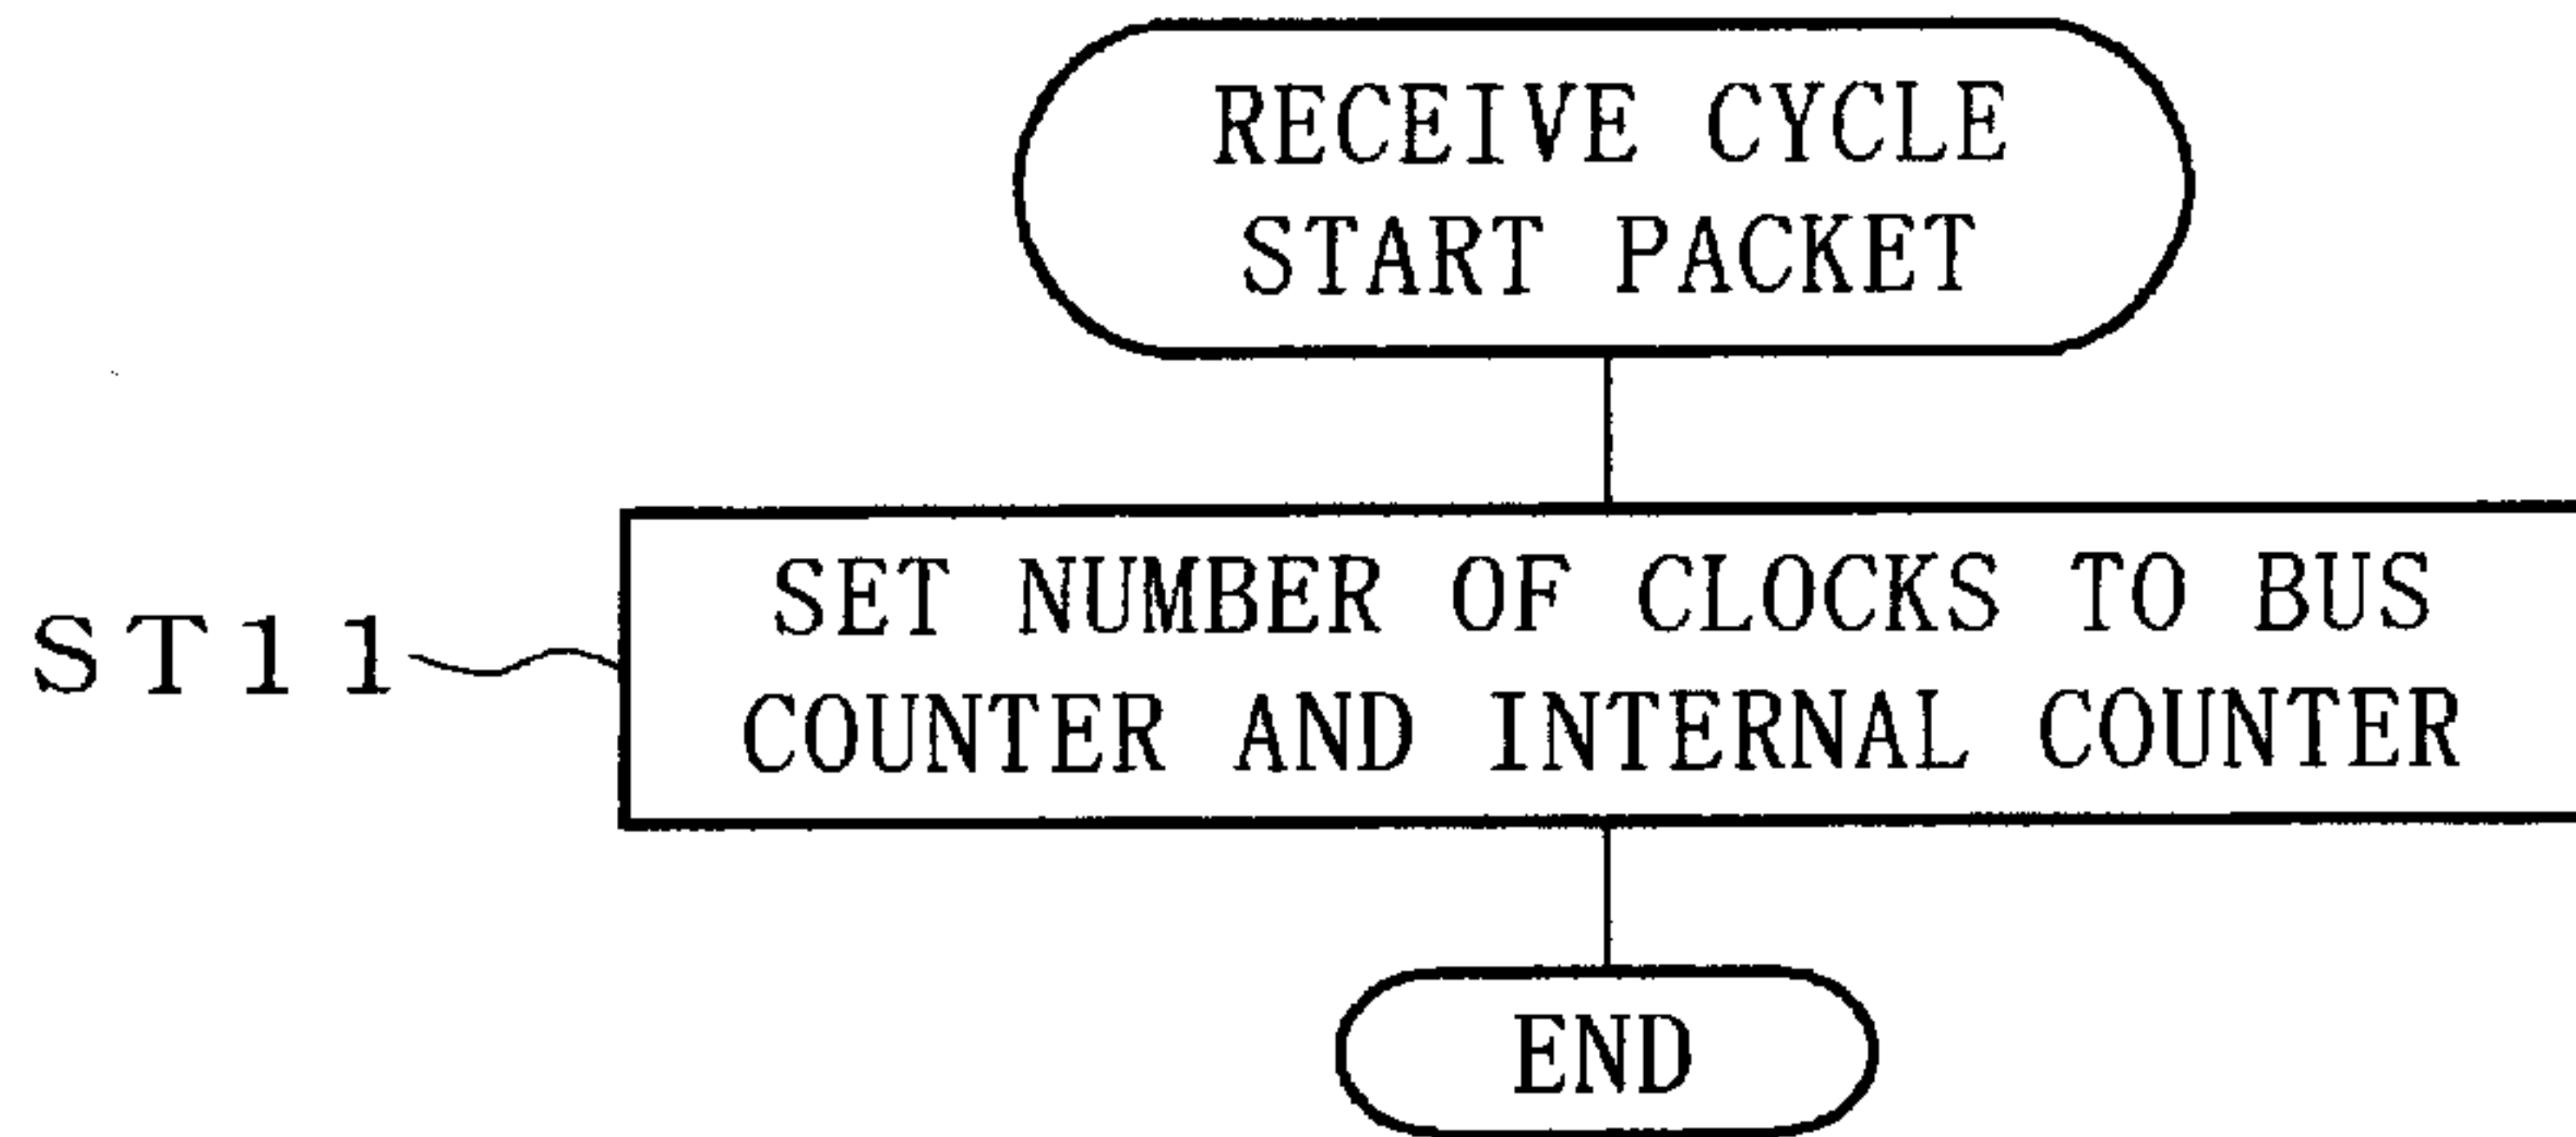 RECEIVE CYCLE
START PACKET
SET NUMBER OF CLOCKS TO BUS
COUNTER AND INTERNAL COUNTER
ST11
END